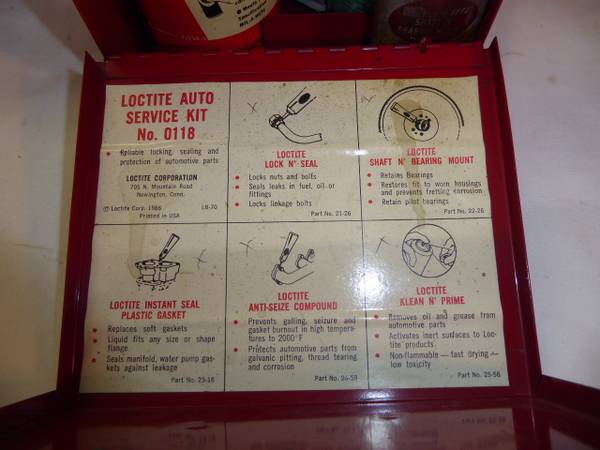 LOCTITE AUTO
SERVICE KIT
No. 0118
• Reliable locking, sealing and
protection of automotive parts
LOCTITE CORPORATION
705 N. Mountain Road
Newington, Conn.
© Loctite Corp. 1966 LB-70
Printed in USA
LOCTITE
LOCK N' SEAL
• Locks nuts and bolts
• Seals leaks in fuel, oil or
fittings
• Locks linkage bolts
Part No. 21-26
LOCTITE
SHAFT N' BEARING MOUNT
• Retains Bearings
• Restores fit to worn housings
and prevents fretting corrosion
• Retain pilot bearings
Part No. 22-26
LOCTITE INSTANT SEAL
PLASTIC GASKET
• Replaces soft gaskets
• Liquid fits any size or shape
flange
• Seals manifold, water pump gas-
kets against leakage
Part No. 23-16
LOCTITE
ANTI-SEIZE COMPOUND
• Prevents galling, seizure and
gasket burnout in high tempera-
tures to 2000°F
• Protects automotive parts from
galvanic pitting, thread tearing
and corrosion
Part No. 24-59
LOCTITE
KLEAN N' PRIME
• Removes oil and grease from
automotive parts
• Activates inert surfaces to Loc-
tite products
• Non-flammable — fast drying —
low toxicity
Part No. 25-56